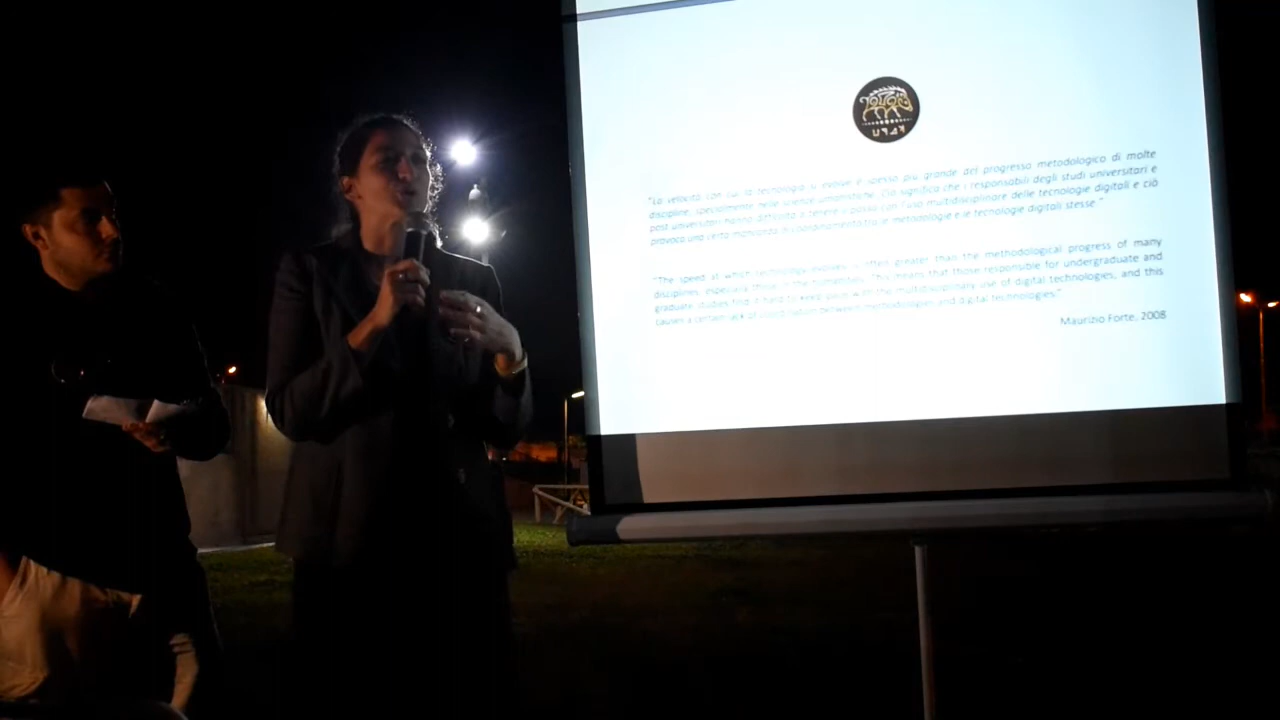 "La velocità con cui la tecnologia si evolve è spesso più grande del progresso metodologico di molte
discipline, specialmente nelle scienze umanistiche. Ciò significa che i responsabili degli studi universitari e
post universitari hanno difficoltà a tenere il passo con l'uso multidisciplinare delle tecnologie digitali e ciò
provoca una certa mancanza di coordinamento tra le metodologie e le tecnologie digitali stesse."
"The speed at which technology evolves is often greater than the methodological progress of many
disciplines, especially those in the humanities. This means that those responsible for undergraduate and
graduate studies find it hard to keep pace with the multidisciplinary use of digital technologies, and this
causes a certain lack of coordination between methodologies and digital technologies."
Maurizio Forte, 2008